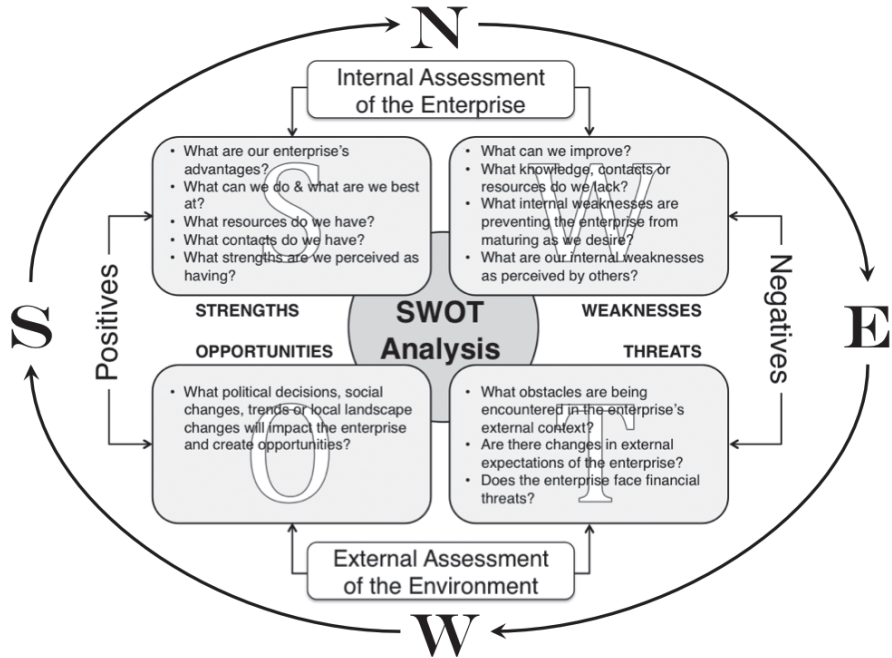 N
Internal Assessment
of the Enterprise
• What are our enterprise's
advantages?
• What can we do & what are we best
at?
• What resources do we have?
• What contacts do we have?
• What strengths are we perceived as
having?
S
• What can we improve?
• What knowledge, contacts or
resources do we lack?
• What internal weaknesses are
preventing the enterprise from
maturing as we desire?
• What are our internal weaknesses
as perceived by others?
W
Positives
Negatives
S
E
STRENGTHS
WEAKNESSES
SWOT
Analysis
OPPORTUNITIES
THREATS
• What political decisions, social
changes, trends or local landscape
changes will impact the enterprise
and create opportunities?
O
• What obstacles are being
encountered in the enterprise's
external context?
• Are there changes in external
expectations of the enterprise?
• Does the enterprise face financial
threats?
T
External Assessment
of the Environment
W